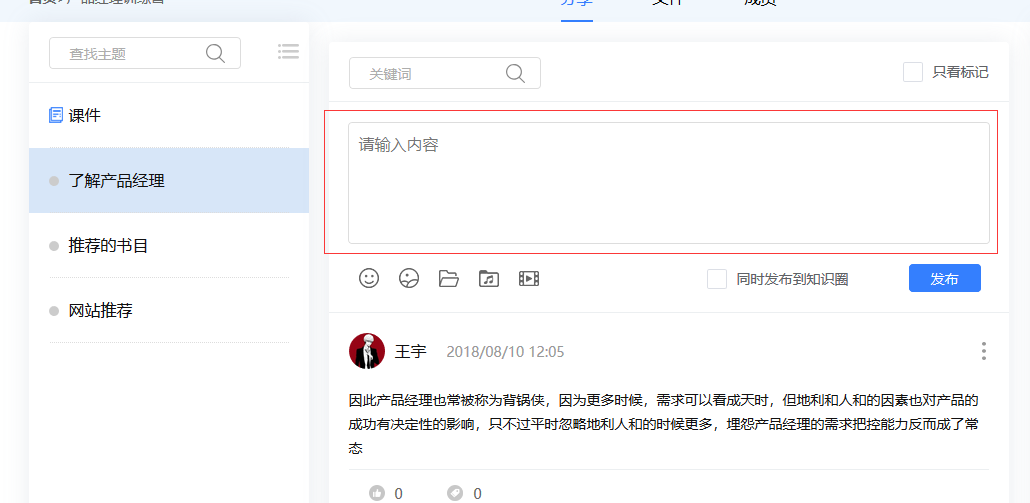 查找主题
课件
了解产品经理
推荐的书目
网站推荐
分享 文件 成员
关键词
只看标记
请输入内容
同时发布到知识圈
发布
王宇 2018/08/10 12:05
因此产品经理也常被称为背锅侠，因为更多时候，需求可以看成天时，但地利和人和的因素也对产品的
成功有决定性的影响，只不过平时忽略地利人和的时候更多，埋怨产品经理的需求把控能力反而成了常
态
0 0